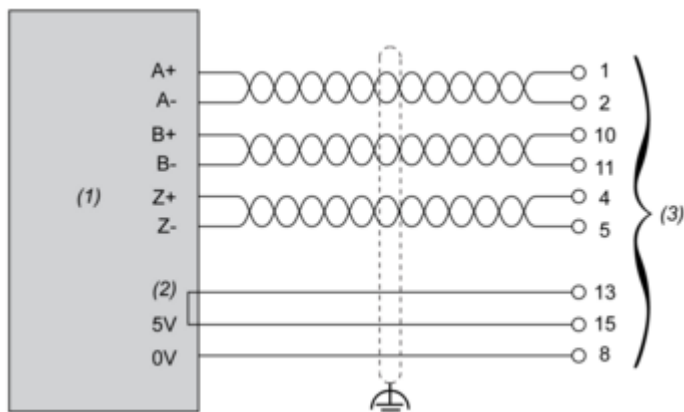 A+ 1
A- 2
B+ 10
B- 11
(1) Z+ 4
Z- 5
(3)
(2) 13
5V 15
0V 8